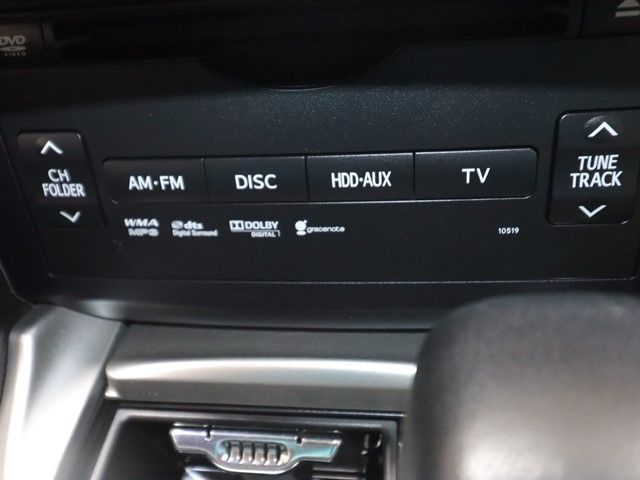 DVD
VIDEO
CH
FOLDER
AM•FM
DISC
HDD•AUX
TV
TUNE
TRACK
WMA
MP3
dts
Digital Surround
DOLBY
DIGITAL
gracenote
10519